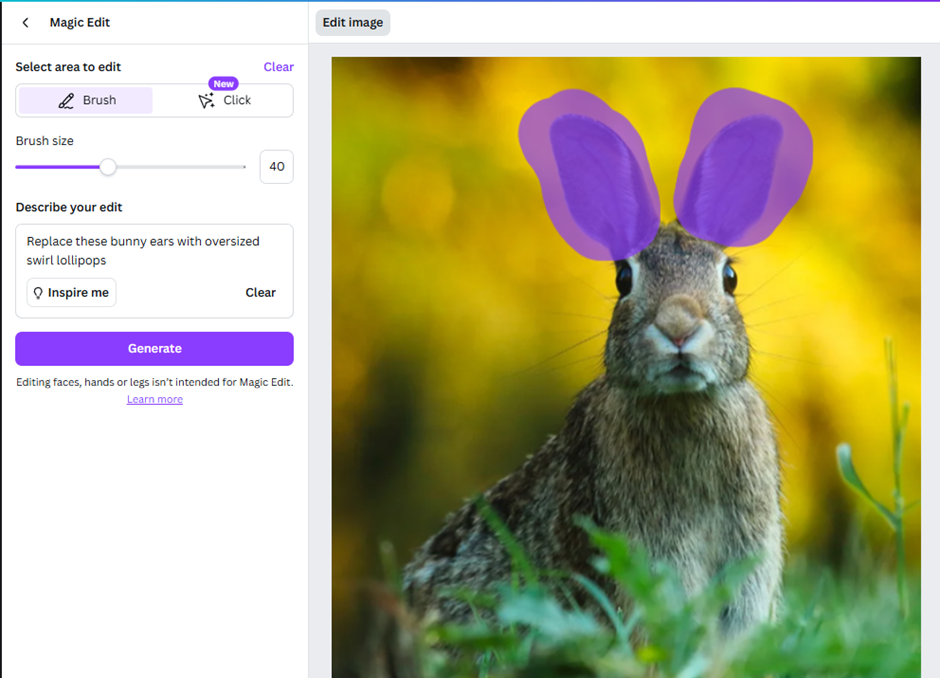 Magic Edit
Edit image
Select area to edit
Clear
New
Brush
Click
Brush size
40
Describe your edit
Replace these bunny ears with oversized
swirl lollipops
Inspire me
Clear
Generate
Editing faces, hands or legs isn't intended for Magic Edit.
Learn more